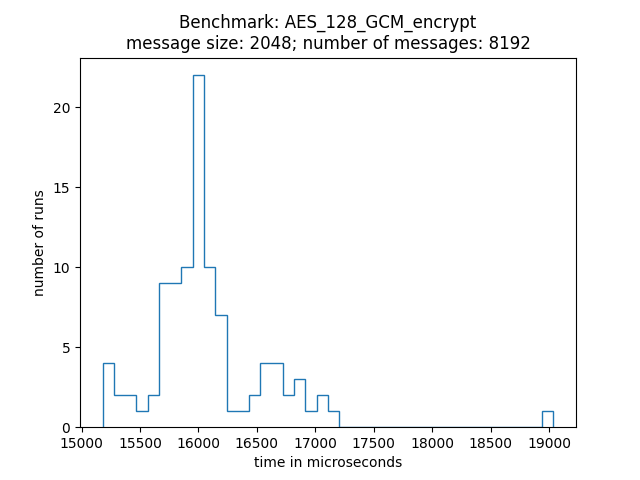 Benchmark: AES_128_GCM_encrypt
message size: 2048; number of messages: 8192
number of runs
20
15
10
5
0
15000 15500 16000 16500 17000 17500 18000 18500 19000
time in microseconds